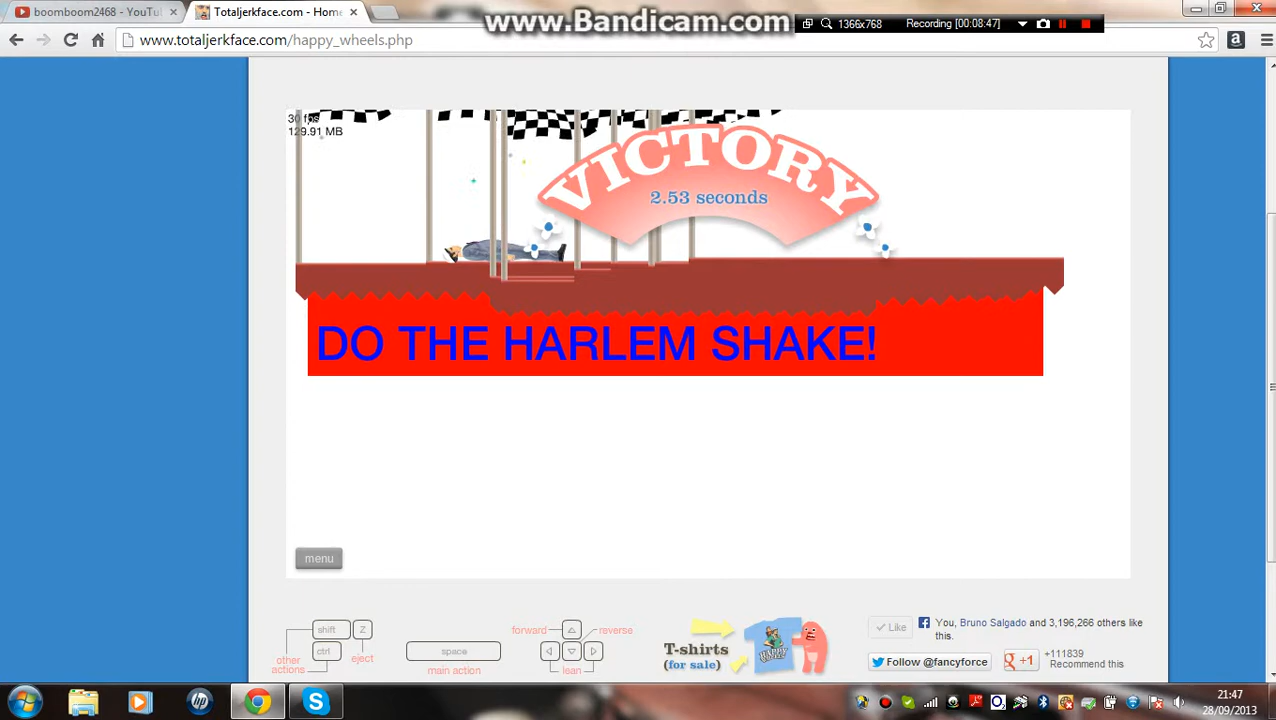 boomboom2468 - YouTu
Totaljerkface.com - Hom
www.Bandicam.com
1366x768
Recording [00:08:47]
www.totaljerkface.com/happy_wheels.php
30 fps
129.91 MB
VICTORY
2.53 seconds
DO THE HARLEM SHAKE!
menu
shift
Z
ctrl
other
actions
eject
space
main action
forward
reverse
lean
T-shirts
(for sale)
HAPPY
WHEELS
Like
You, Bruno Salgado and 3,196,266 others like
this.
Follow @fancyforce
+1
+111839
Recommend this
21:47
28/09/2013